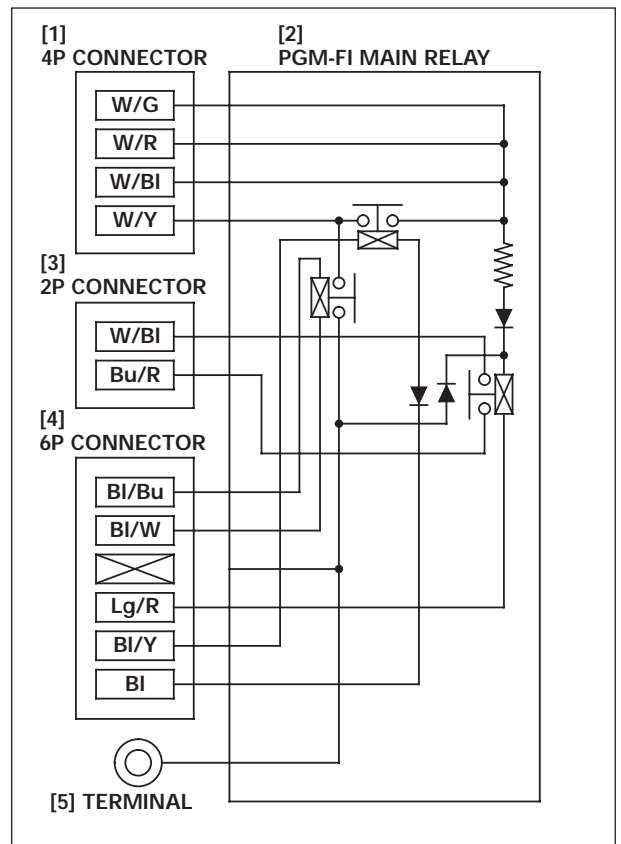 [1]
4P CONNECTOR
[2]
PGM-FI MAIN RELAY
W/G
W/R
W/Bl
W/Y
[3]
2P CONNECTOR
W/Bl
Bu/R
[4]
6P CONNECTOR
Bl/Bu
Bl/W
Lg/R
Bl/Y
Bl
[5] TERMINAL